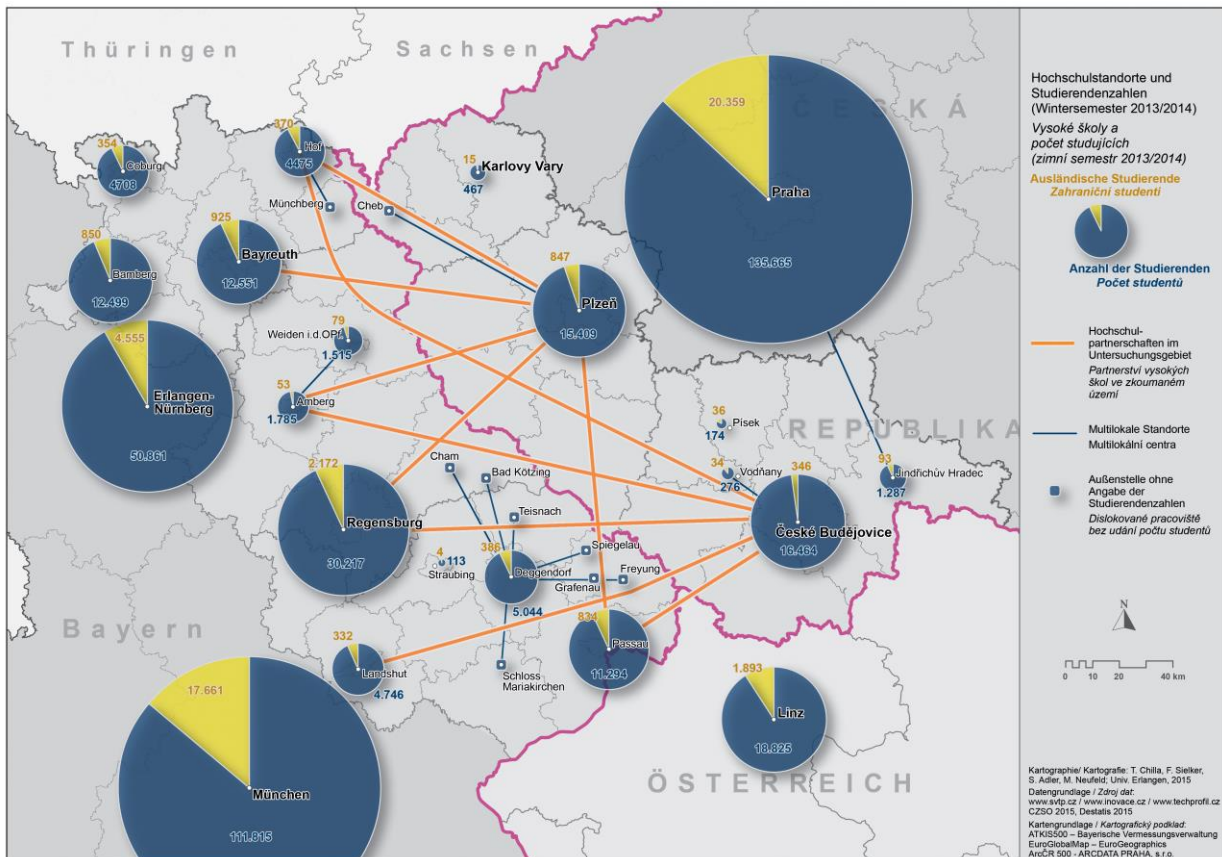 Thüringen
Sachsen
ČESKÁ
REPUBLIKA
Bayern
ÖSTERREICH
354
Coburg
4708
370
Hof
4475
Münchberg
Cheb
15
Karlovy Vary
467
20.359
Praha
135.665
850
Bamberg
12.499
925
Bayreuth
12.551
847
Plzeň
15.409
4.555
Erlangen-
Nürnberg
50.861
79
Weiden i.d.OPf.
1.515
53
Amberg
1.785
36
Písek
174
34
Vodňany
276
346
České Budějovice
16.464
93
Jindřichův Hradec
1.287
2.172
Regensburg
30.217
Cham
Bad Kötzing
Teisnach
Spiegelau
Freyung
Grafenau
4
113
Straubing
386
Deggendorf
5.044
Schloss
Mariakirchen
332
Landshut
4.746
834
Passau
11.294
1.893
Linz
18.825
17.661
München
111.815
Hochschulstandorte und
Studierendenzahlen
(Wintersemester 2013/2014)
Vysoké školy a
počet studujících
(zimní semestr 2013/2014)
Ausländische Studierende
Zahraniční studenti
Anzahl der Studierenden
Počet studentů
Hochschul-
partnerschaften im
Untersuchungsgebiet
Partnerství vysokých
škol ve zkoumaném
území
Multilokale Standorte
Multilokální centra
Außenstelle ohne
Angabe der
Studierendenzahlen
Dislokované pracoviště
bez udání počtu studentů
N
0
10
20
40 km
Kartographie/ Kartografie: T. Chilla, F. Sielker,
S. Adler, M. Neufeld; Univ. Erlangen, 2015
Datengrundlage / Zdroj dat:
www.svtp.cz / www.inovace.cz / www.techprofil.cz
CZSO 2015, Destatis 2015
Kartengrundlage / Kartografický podklad:
ATKIS500 – Bayerische Vermessungsverwaltung
EuroGlobalMap – EuroGeographics
ArcČR 500 - ARCDATA PRAHA, s.r.o.